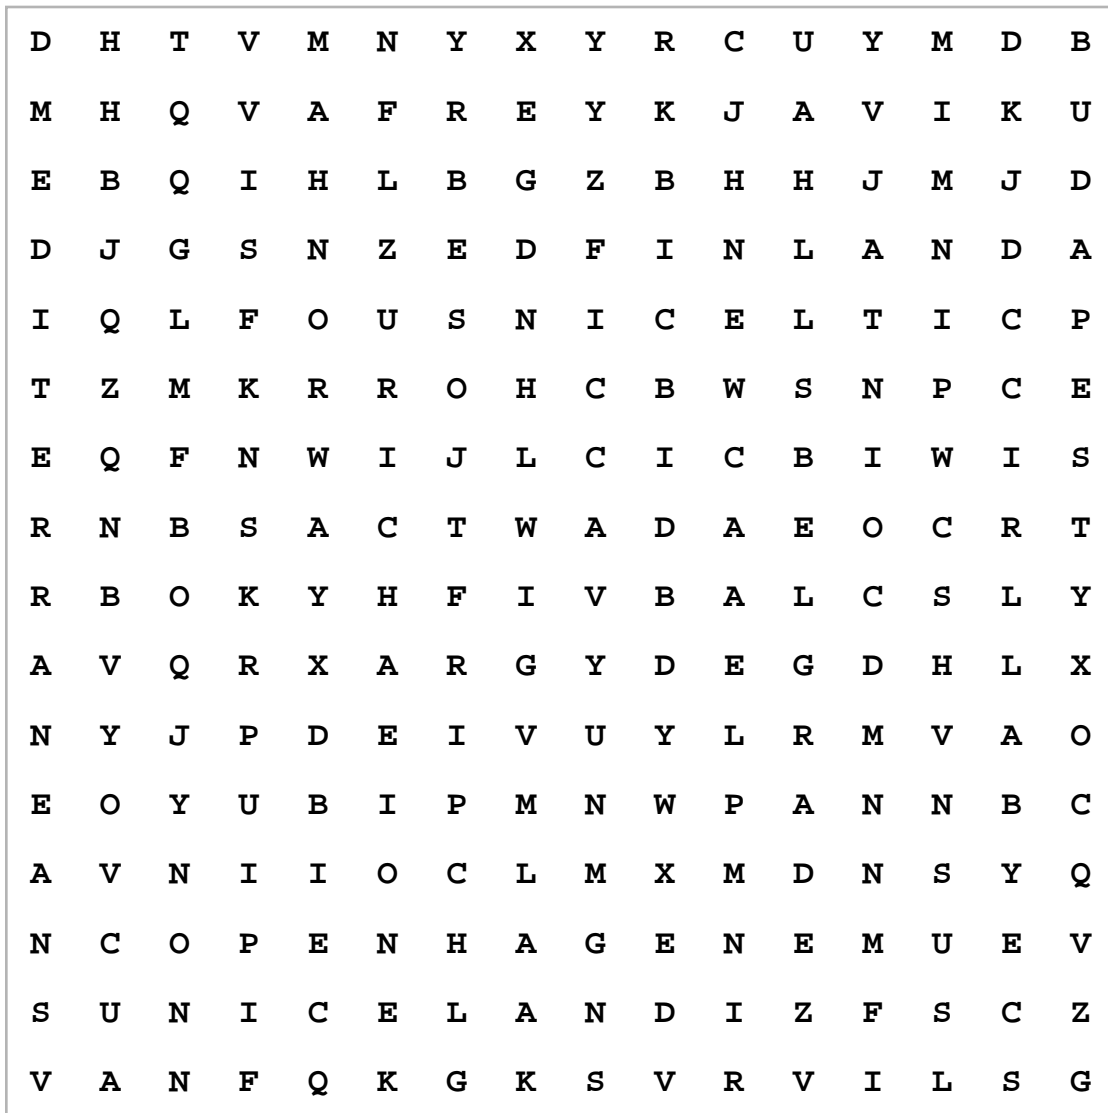 D H T V M N Y X Y R C U Y M D B
M H Q V A F R E Y K J A V I K U
E B Q I H L B G Z B H H J M J D
D J G S N Z E D F I N L A N D A
I Q L F O U S N I C E L T I C P
T Z M K R R O H C B W S N P C E
E Q F N W I J L C I C B I W I S
R N B S A C T W A D A E O C R T
R B O K Y H F I V B A L C S L Y
A V Q R X A R G Y D E G D H L X
N Y J P D E I V U Y L R M V A O
E O Y U B I P M N W P A N N B C
A V N I I O C L M X M D N S Y Q
N C O P E N H A G E N E M U E V
S U N I C E L A N D I Z F S C Z
V A N F Q K G K S V R V I L S G